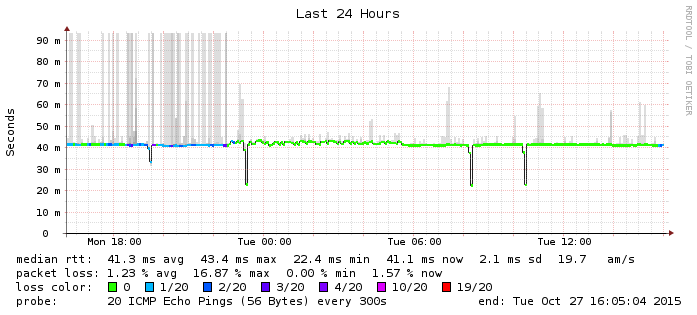 Last 24 Hours
RRDTOOL / TOBI OETIKER
Seconds
90 m
80 m
70 m
60 m
50 m
40 m
30 m
20 m
10 m
0
Mon 18:00 Tue 00:00 Tue 06:00 Tue 12:00
median rtt: 41.3 ms avg 43.4 ms max 22.4 ms min 41.1 ms now 2.1 ms sd 19.7 am/s
packet loss: 1.23 % avg 16.87 % max 0.00 % min 1.57 % now
loss color: 0 1/20 2/20 3/20 4/20 10/20 19/20
probe: 20 ICMP Echo Pings (56 Bytes) every 300s end: Tue Oct 27 16:05:04 2015